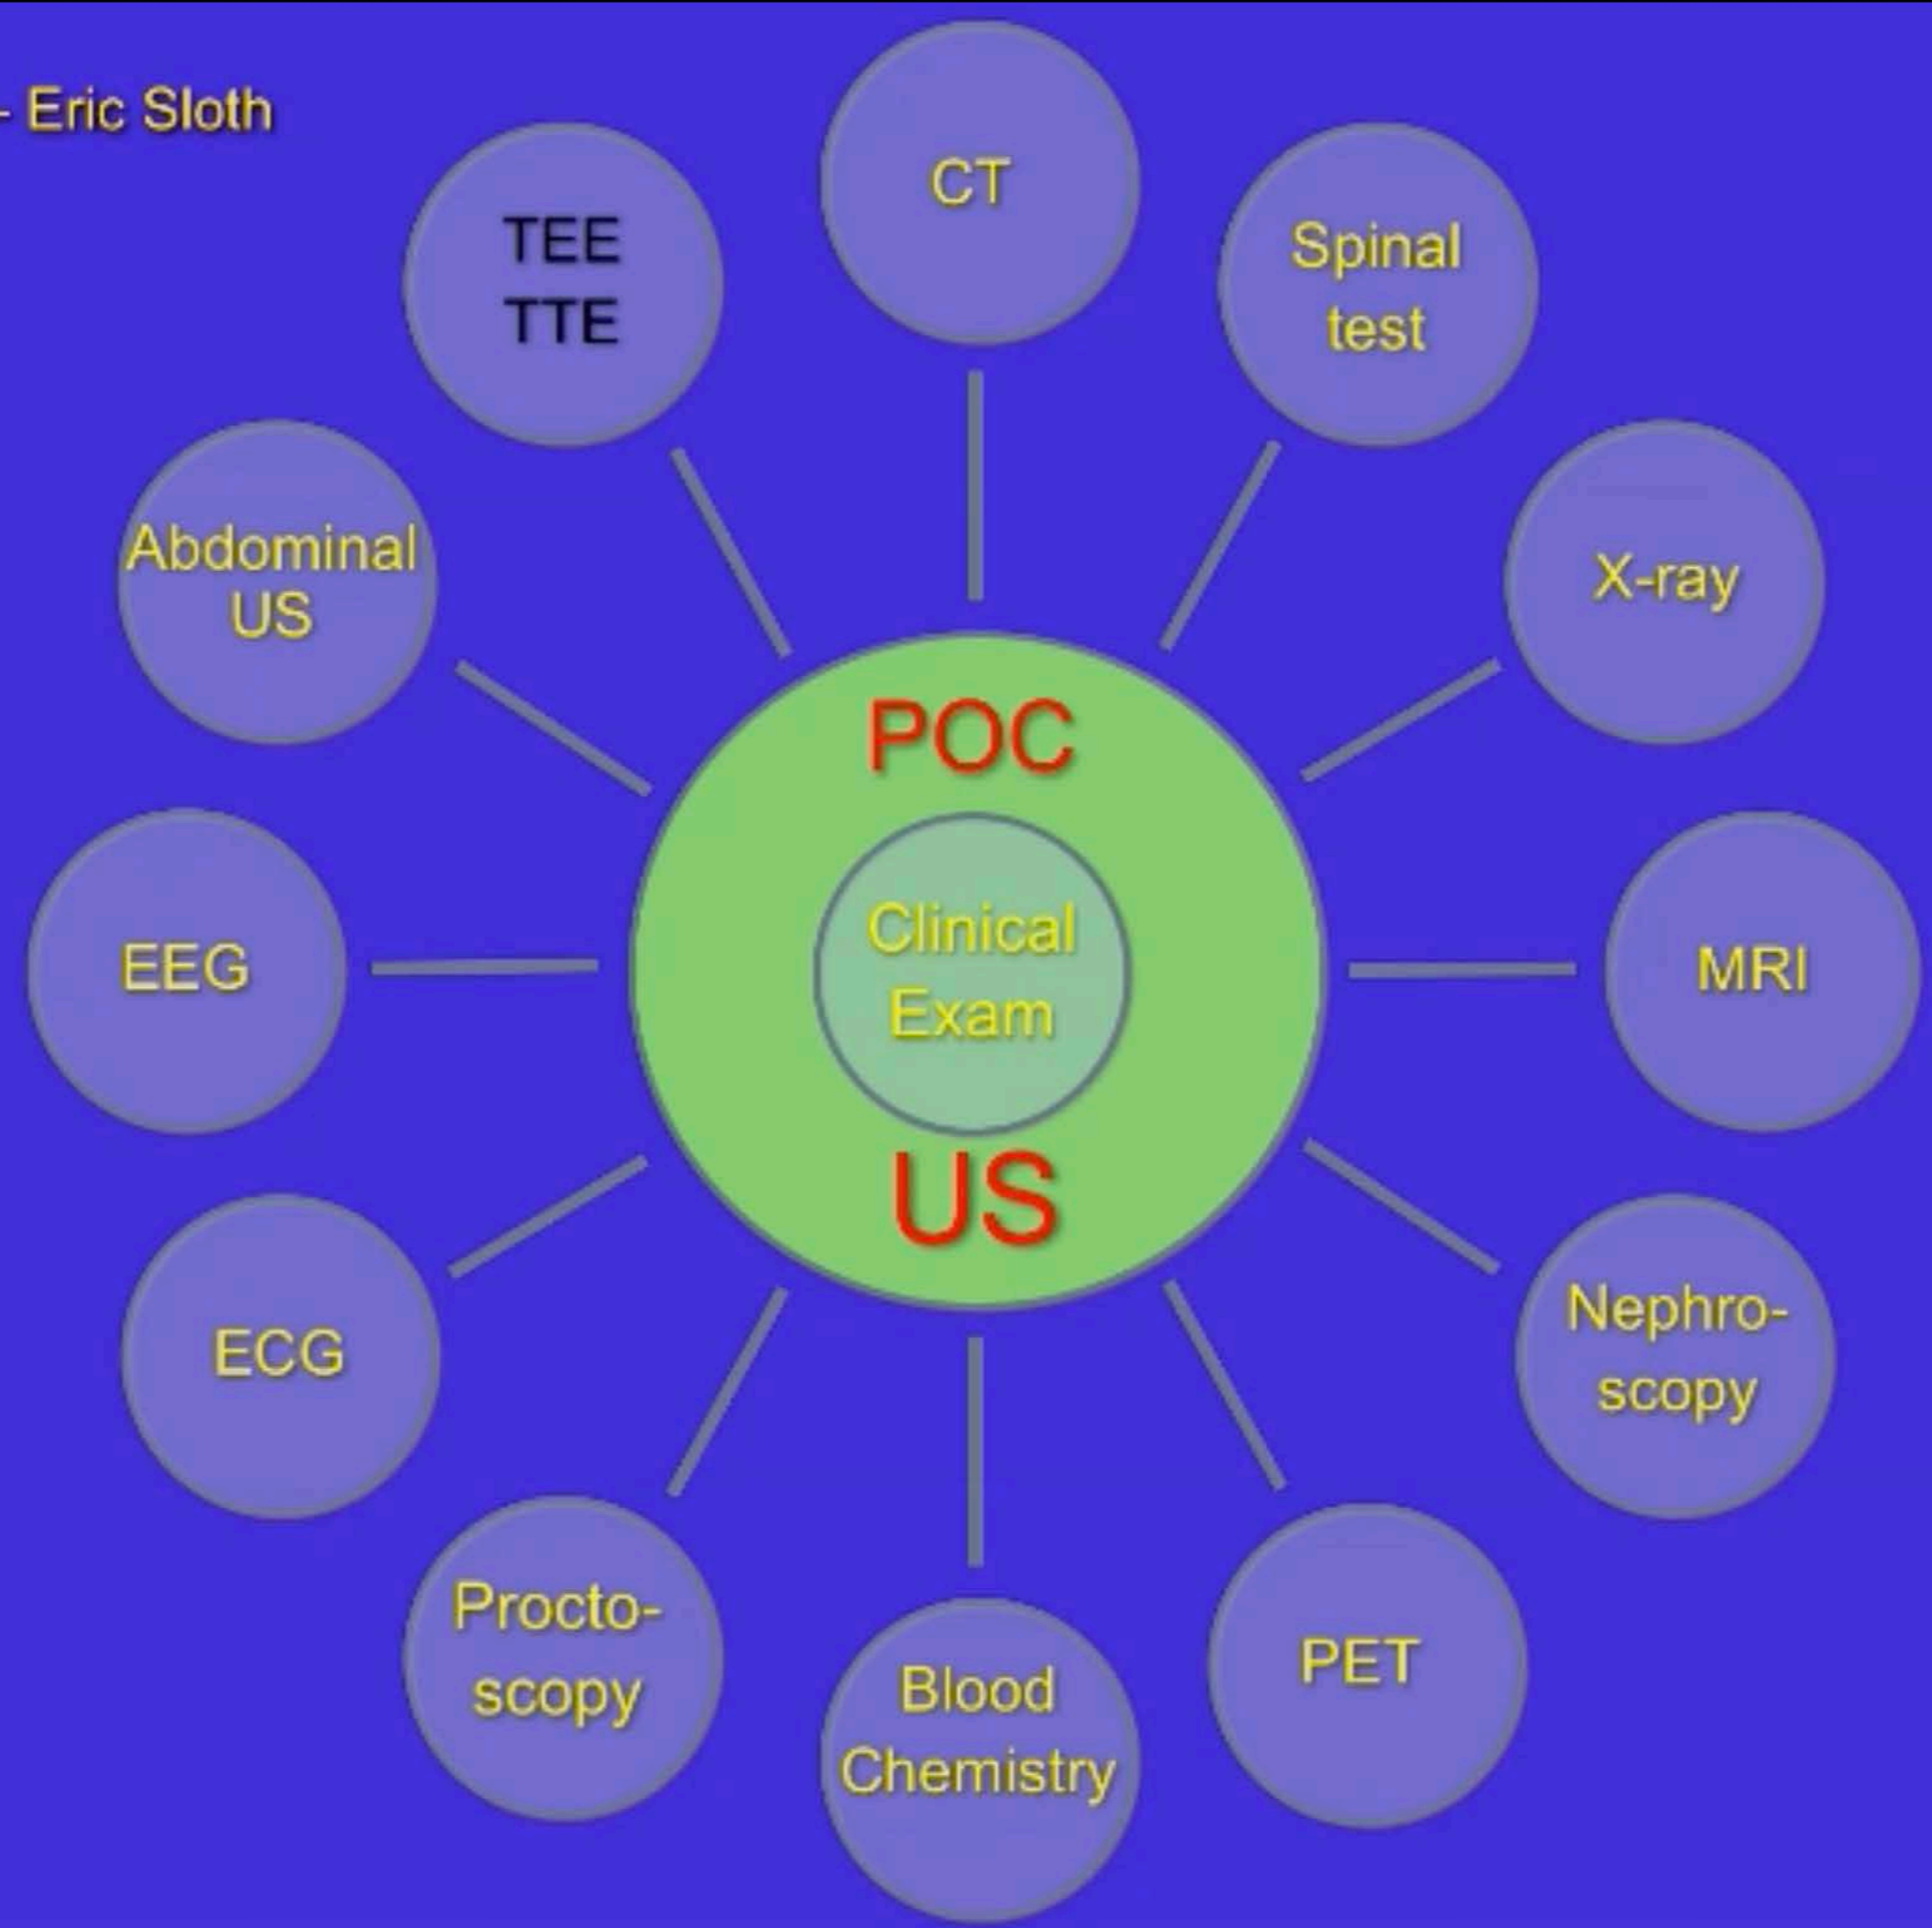 - Eric Sloth
CT
TEE
TTE
Spinal
test
Abdominal
US
X-ray
POC
Clinical
Exam
US
EEG
MRI
ECG
Nephro-
scopy
Procto-
scopy
Blood
Chemistry
PET